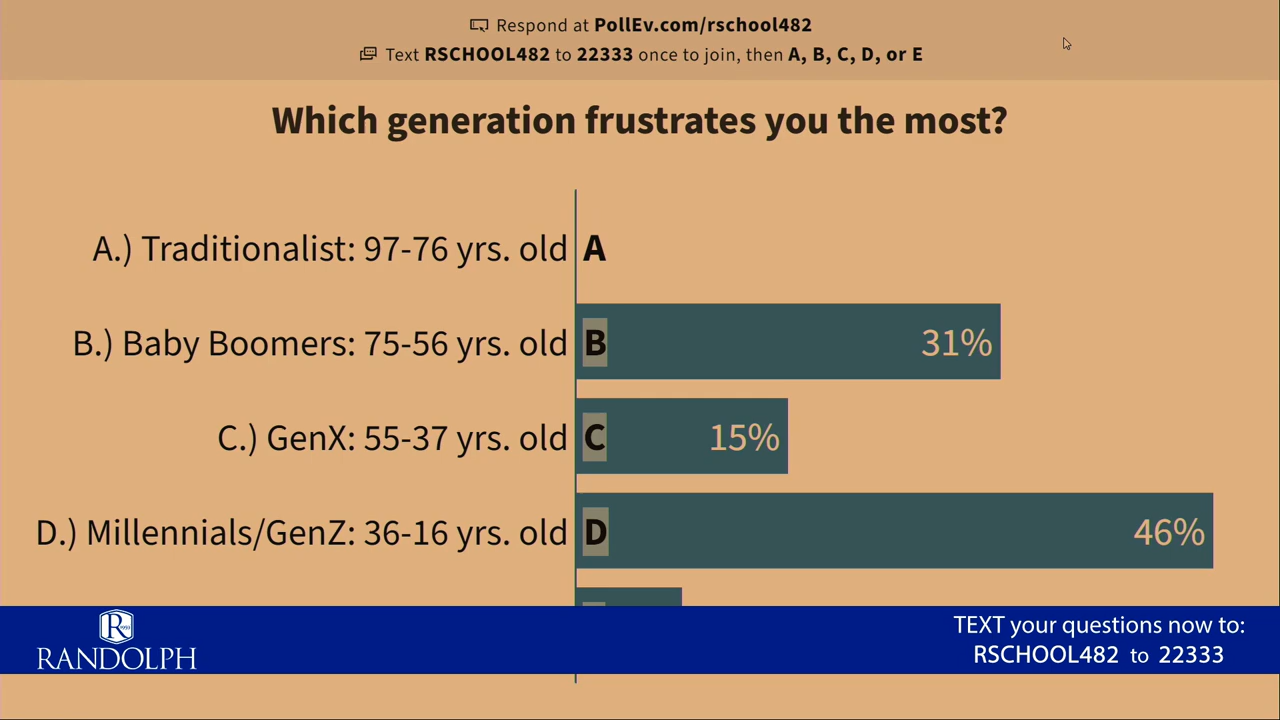 Respond at PollEv.com/rschool482
Text RSCHOOL482 to 22333 once to join, then A, B, C, D, or E
Which generation frustrates you the most?
A.) Traditionalist: 97-76 yrs. old A
B.) Baby Boomers: 75-56 yrs. old B 31%
C.) GenX: 55-37 yrs. old C 15%
D.) Millennials/GenZ: 36-16 yrs. old D 46%
R
RANDOLPH
TEXT your questions now to:
RSCHOOL482 to 22333